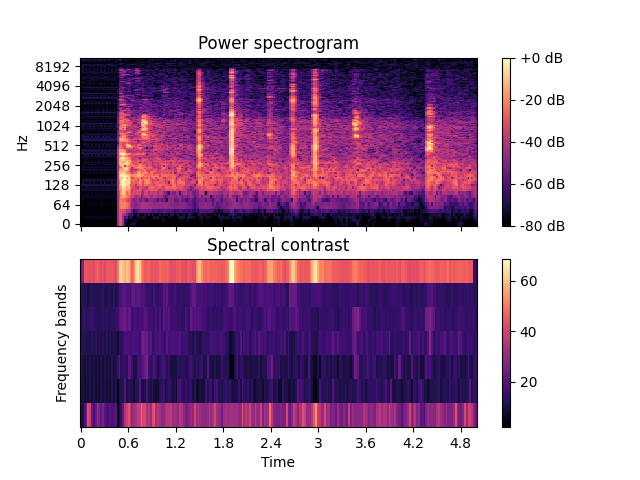 Power spectrogram
Hz
8192
4096
2048
1024
512
256
128
64
0
+0 dB
-20 dB
-40 dB
-60 dB
-80 dB
Spectral contrast
Frequency bands
60
40
20
0 0.6 1.2 1.8 2.4 3 3.6 4.2 4.8
Time